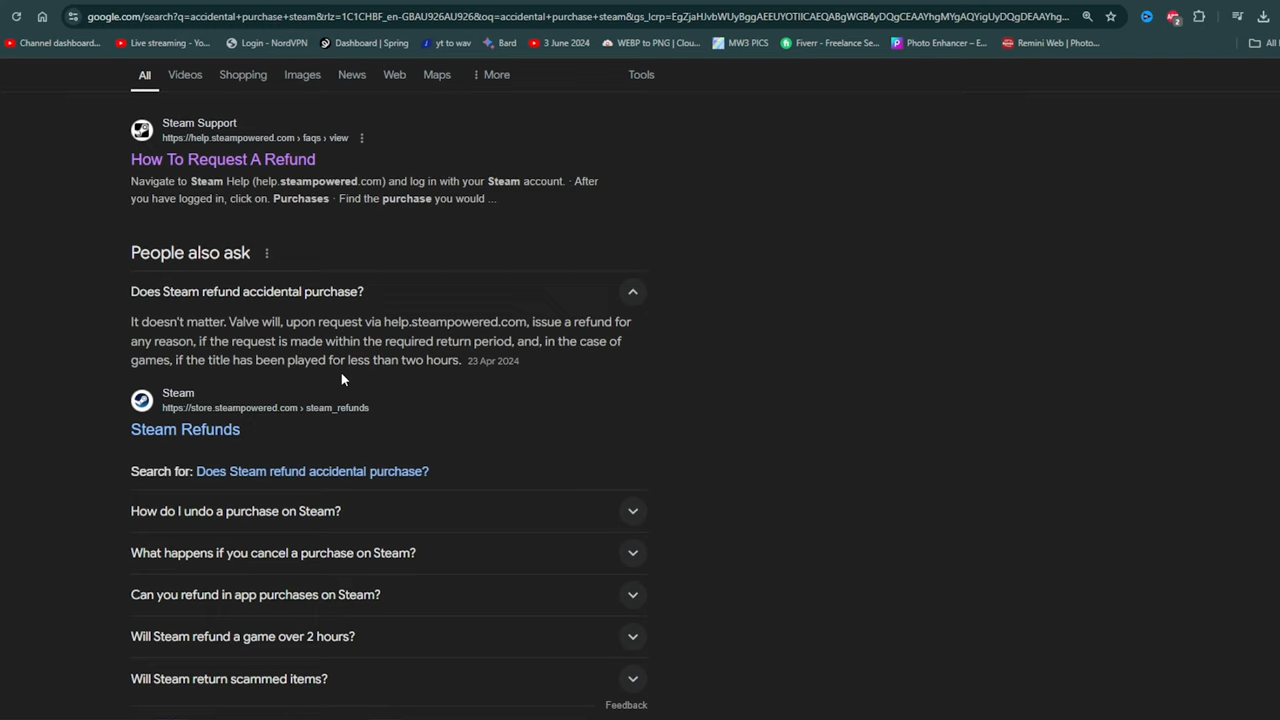 google.com/search?q=accidental+purchase+steam&rlz=1C1CHBF_en-GBAU926AU926&oq=accidental+purchase+steam&gs_lcrp=EgZjaHJvbWUyBggAEEUYOTIICAEQABgWGB4yDQgCEAAYhgMYgAQYigUyDQgDEAAYhg...
Channel dashboard...
Live streaming - Yo...
Login - NordVPN
Dashboard | Spring
yt to wav
Bard
3 June 2024
WEBP to PNG | Clou...
MW3 PICS
Fiverr - Freelance Se...
Photo Enhancer – E...
Remini Web | Photo...
All
All
Videos
Shopping
Images
News
Web
Maps
More
Tools
Steam Support
https://help.steampowered.com › faqs › view
How To Request A Refund
Navigate to Steam Help (help.steampowered.com) and log in with your Steam account. · After
you have logged in, click on. Purchases · Find the purchase you would ...
People also ask
Does Steam refund accidental purchase?
It doesn't matter. Valve will, upon request via help.steampowered.com, issue a refund for
any reason, if the request is made within the required return period, and, in the case of
games, if the title has been played for less than two hours. 23 Apr 2024
Steam
https://store.steampowered.com › steam_refunds
Steam Refunds
Search for: Does Steam refund accidental purchase?
How do I undo a purchase on Steam?
What happens if you cancel a purchase on Steam?
Can you refund in app purchases on Steam?
Will Steam refund a game over 2 hours?
Will Steam return scammed items?
Feedback